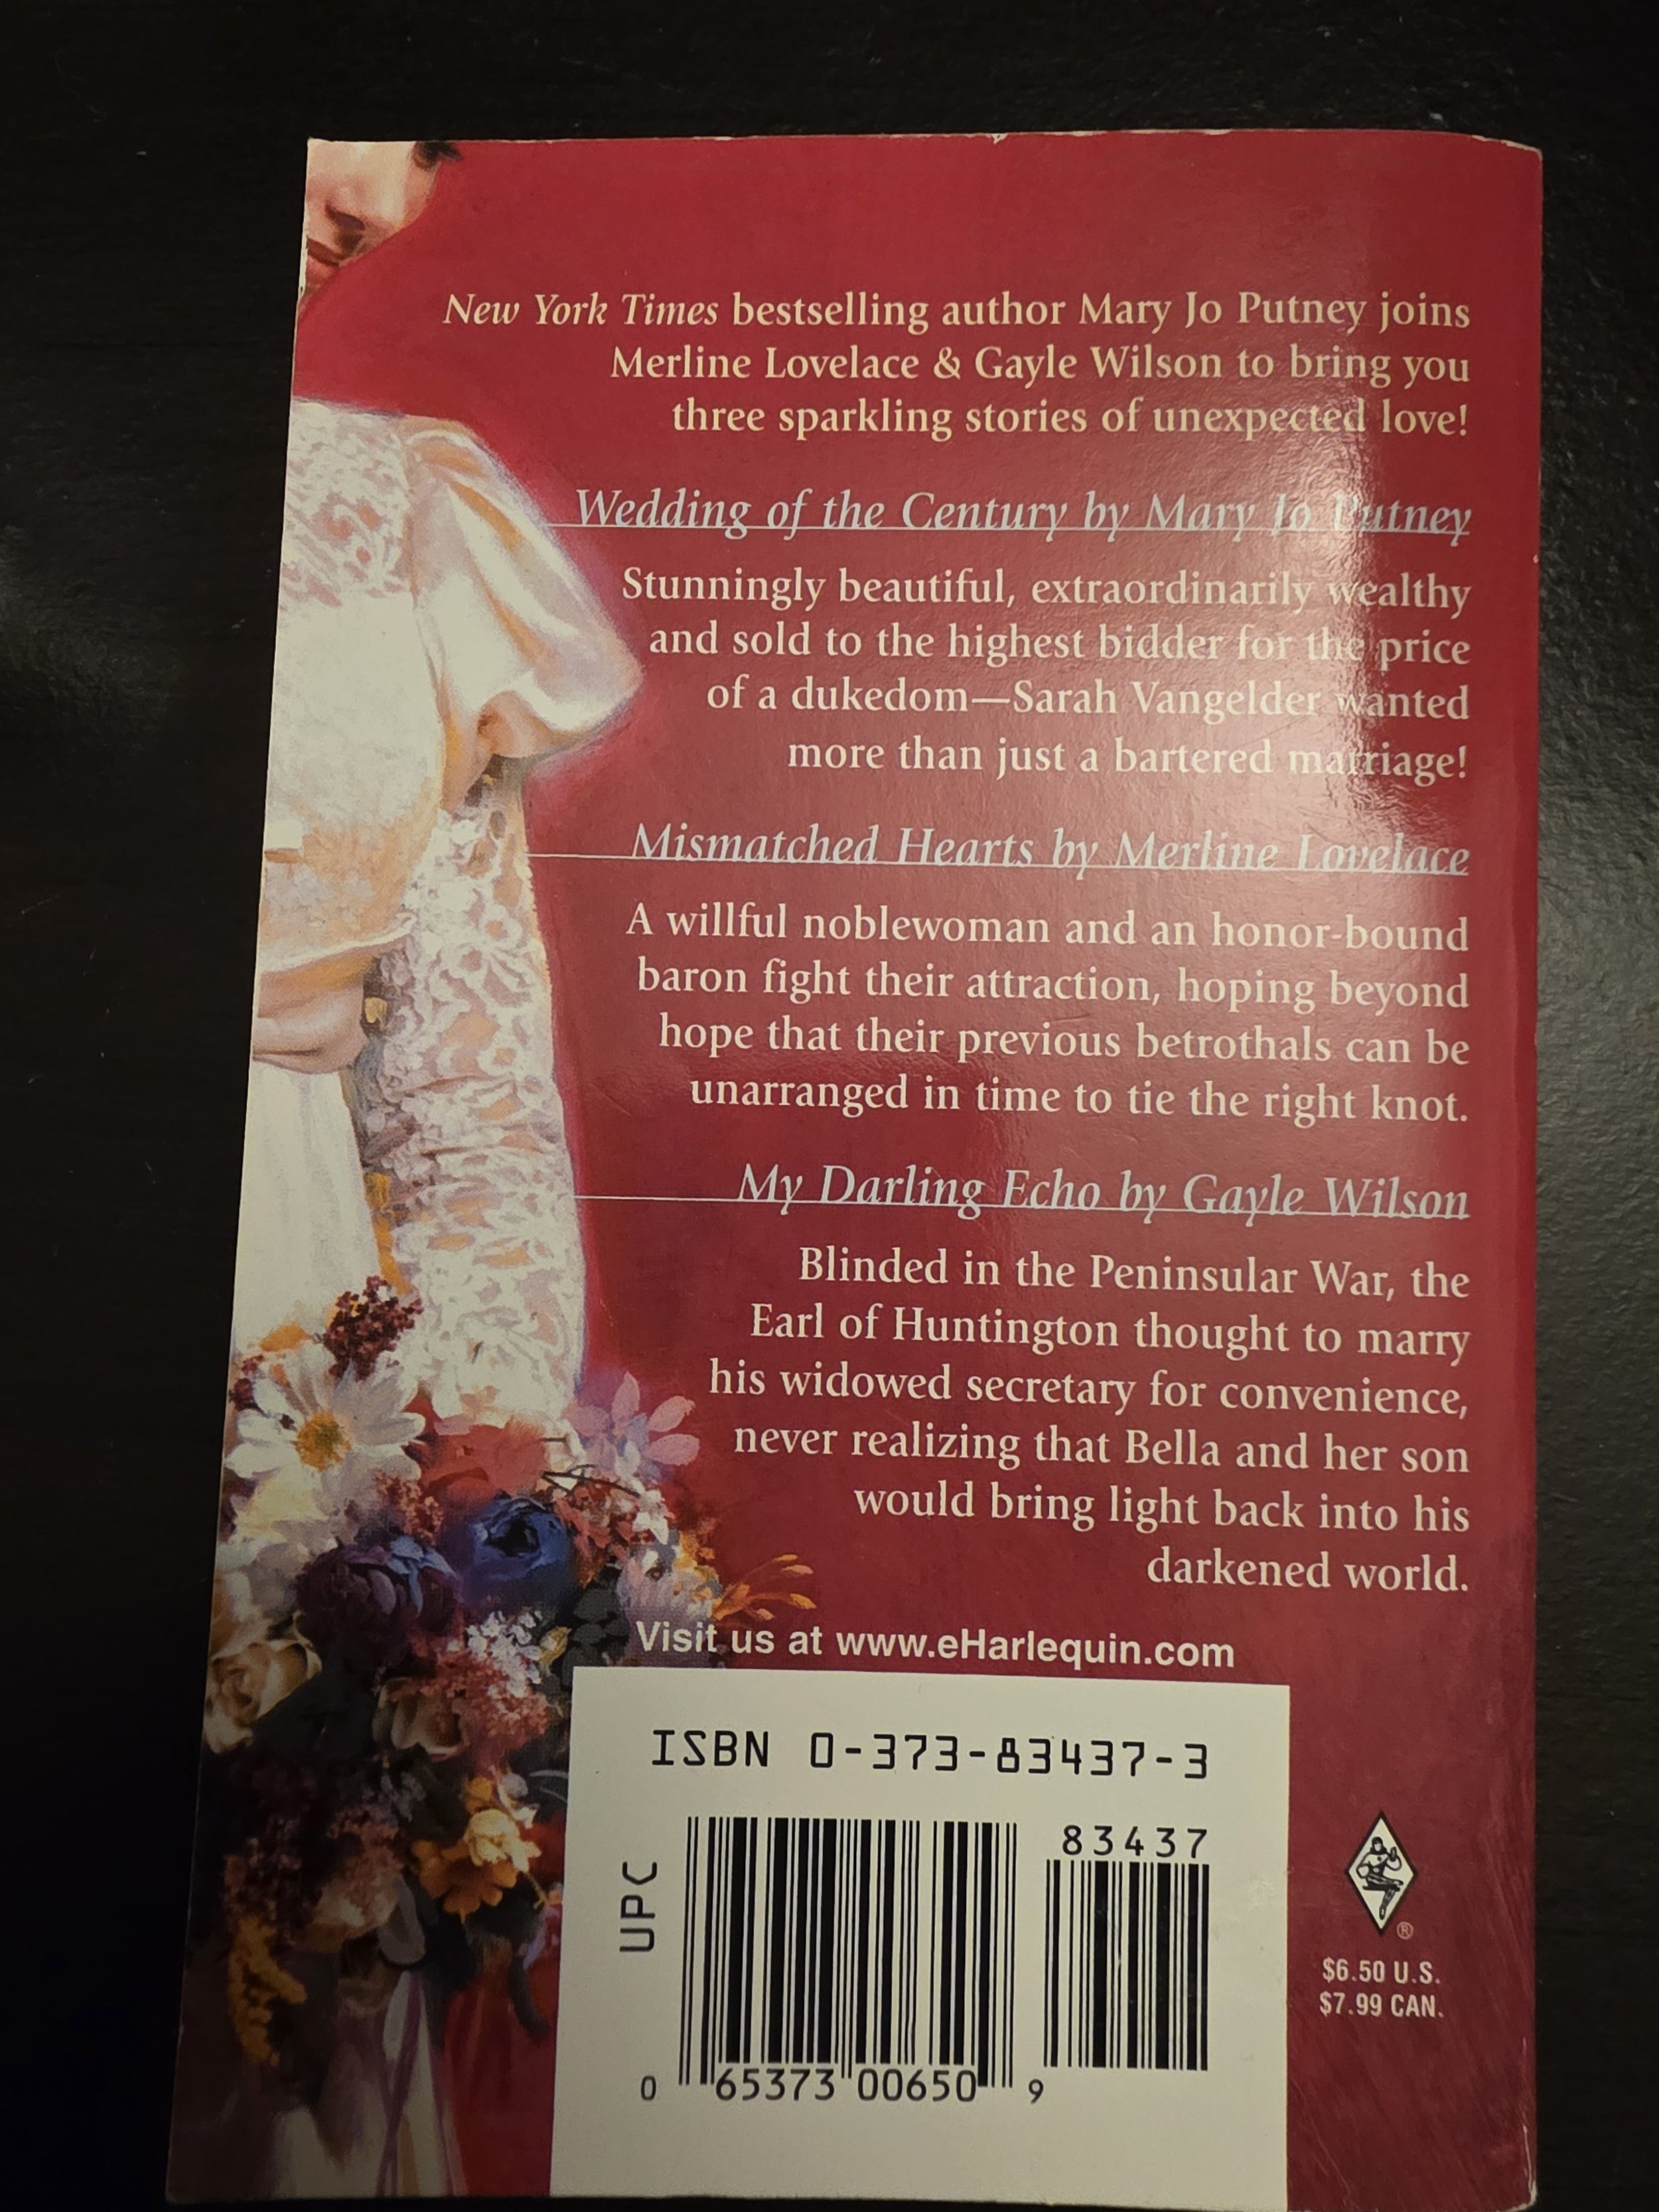 New York Times bestselling author Mary Jo Putney joins
Merline Lovelace & Gayle Wilson to bring you
three sparkling stories of unexpected love!
Wedding of the Century by Mary Jo Putney
Stunningly beautiful, extraordinarily wealthy
and sold to the highest bidder for the price
of a dukedom—Sarah Vangelder wanted
more than just a bartered marriage!
Mismatched Hearts by Merline Lovelace
A willful noblewoman and an honor-bound
baron fight their attraction, hoping beyond
hope that their previous betrothals can be
unarranged in time to tie the right knot.
My Darling Echo by Gayle Wilson
Blinded in the Peninsular War, the
Earl of Huntington thought to marry
his widowed secretary for convenience,
never realizing that Bella and her son
would bring light back into his
darkened world.
Visit us at www.eHarlequin.com
ISBN 0-373-83437-3
83437
UPC
0 65373 00650 9
®
$6.50 U.S.
$7.99 CAN.